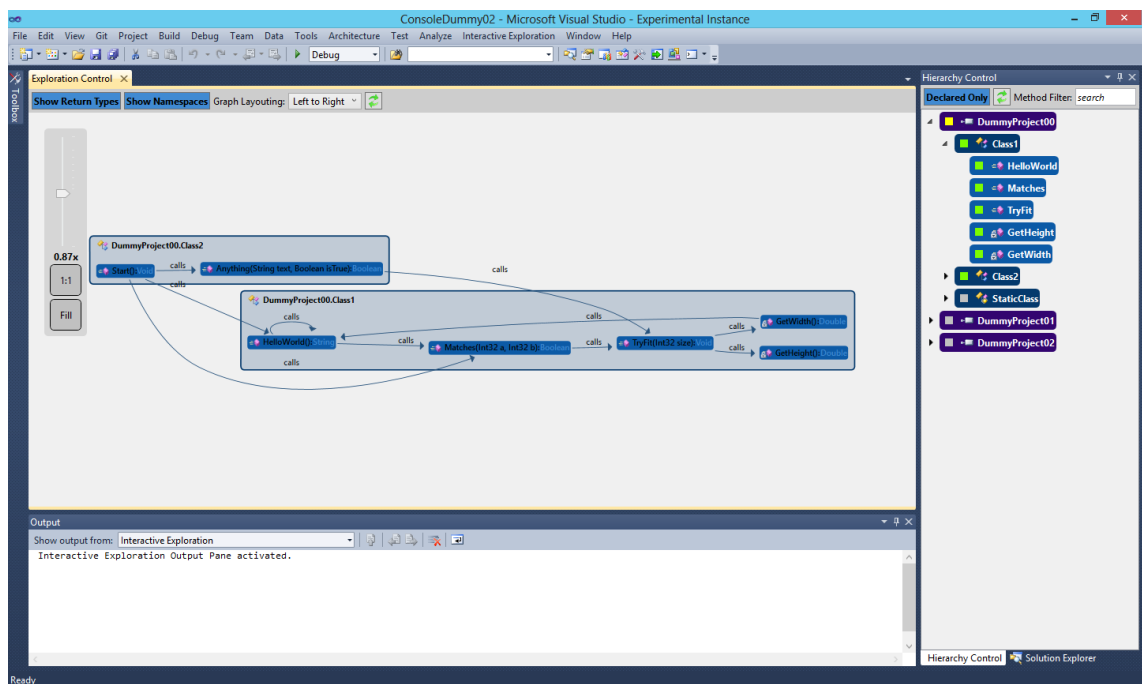 ConsoleDummy02 - Microsoft Visual Studio - Experimental Instance
File Edit View Git Project Build Debug Team Data Tools Architecture Test Analyze Interactive Exploration Window Help
Debug
Toolbox
Exploration Control
Show Return Types Show Namespaces Graph Layouting: Left to Right
0.87x
1:1
Fill
DummyProject00.Class2
Start():Void
calls
Anything(String text, Boolean isTrue):Boolean
calls
calls
calls
DummyProject00.Class1
calls
HelloWorld():String
calls
calls
Matches(Int32 a, Int32 b):Boolean
calls
calls
TryFit(Int32 size):Void
calls
GetWidth():Double
calls
GetHeight():Double
Output
Show output from: Interactive Exploration
Interactive Exploration Output Pane activated.
Hierarchy Control
Declared Only Method Filter: search
DummyProject00
Class1
HelloWorld
Matches
TryFit
GetHeight
GetWidth
Class2
StaticClass
DummyProject01
DummyProject02
Hierarchy Control Solution Explorer
Ready